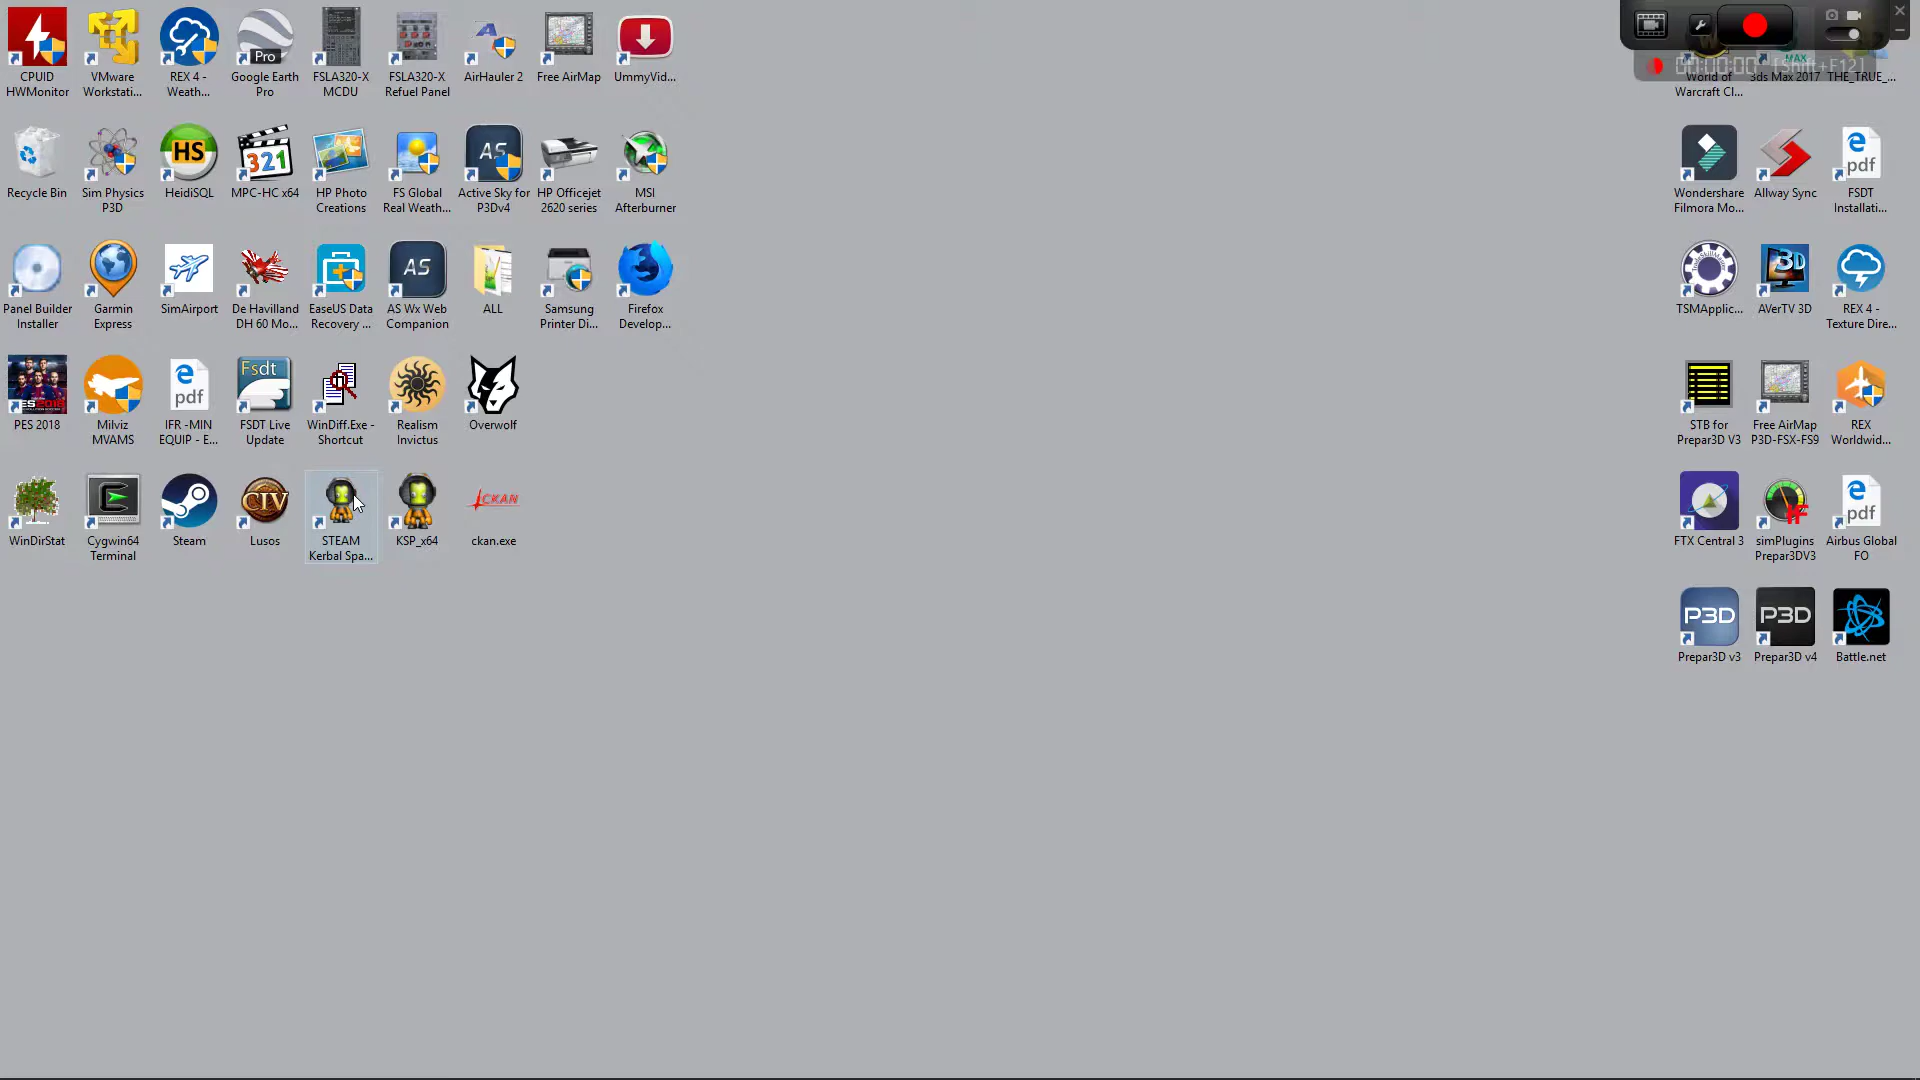 CPUID
HWMonitor
VMware
Workstati...
REX 4 -
Weath...
Pro
Google Earth
Pro
FSLA320-X
MCDU
FSLA320-X
Refuel Panel
AirHauler 2
Free AirMap
UmmyVid...
00:00:00 [Shift+F12]
World of
Warcraft Cl...
MAX
3ds Max 2017
THE_TRUE_...
Recycle Bin
Sim Physics
P3D
HS
HeidiSQL
321
MPC-HC x64
HP Photo
Creations
FS Global
Real Weath...
AS
Active Sky for
P3Dv4
HP Officejet
2620 series
MSI
Afterburner
Wondershare
Filmora Mo...
Allway Sync
pdf
FSDT
Installati...
Panel Builder
Installer
Garmin
Express
SimAirport
De Havilland
DH 60 Mo...
EaseUS Data
Recovery ...
AS
AS Wx Web
Companion
ALL
Samsung
Printer Di...
Firefox
Develop...
TSMApplic...
3D
AVerTV 3D
REX 4 -
Texture Dire...
PES 2018
Milviz
MVAMS
pdf
IFR -MIN
EQUIP - E...
Fsdt
FSDT Live
Update
WinDiff.Exe -
Shortcut
Realism
Invictus
Overwolf
STB for
Prepar3D V3
Free AirMap
P3D-FSX-FS9
REX
Worldwid...
WinDirStat
Cygwin64
Terminal
Steam
CIV
Lusos
STEAM
Kerbal Spa...
KSP_x64
CKAN
ckan.exe
FTX Central 3
simPlugins
Prepar3DV3
pdf
Airbus Global
FO
P3D
Prepar3D v3
P3D
Prepar3D v4
Battle.net